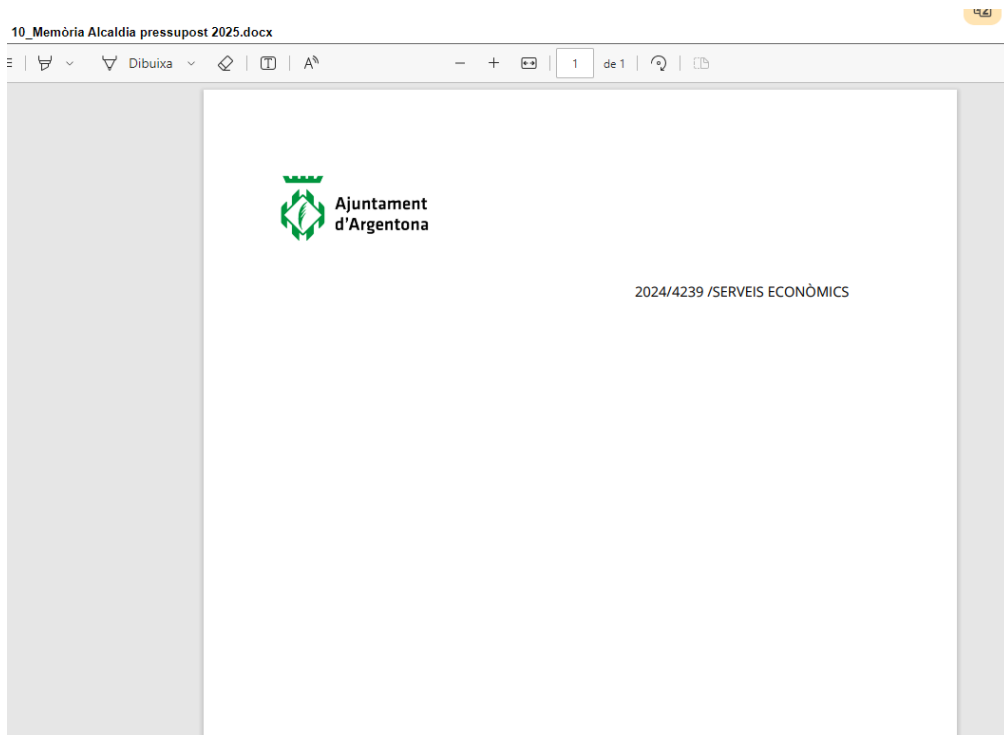 10_Memòria Alcaldia pressupost 2025.docx
Dibuixa
1 de 1
Ajuntament
d'Argentona
2024/4239 /SERVEIS ECONÒMICS